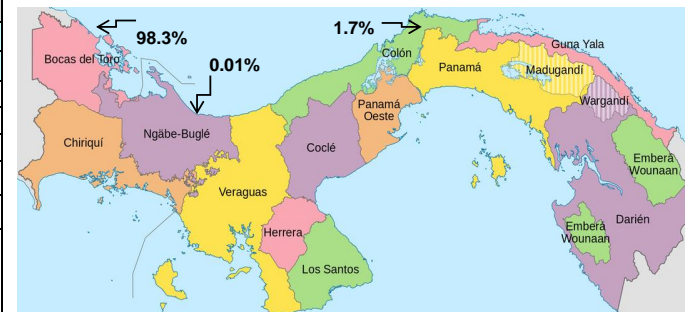 98.3%
1.7%
Colón
Guna Yala
Bocas del Toro
0.01%
Panamá
Madugandí
Wargandí
Panamá
Oeste
Chiriquí
Ngäbe-Buglé
Coclé
Emberá
Wounaan
Veraguas
Darién
Herrera
Emberá
Wounaan
Los Santos